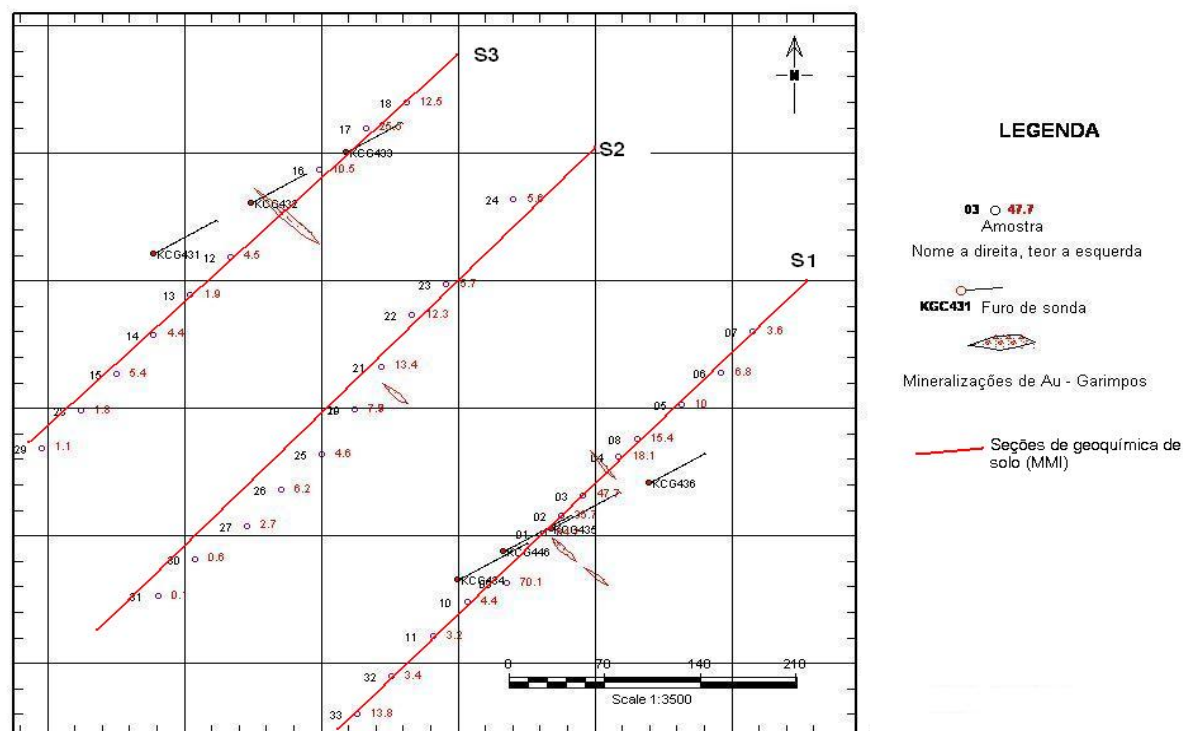 S3
18 12.5
17 25.5
KCG433
S2
16 10.5
24 5.6
KCG432
KCG431
12 4.5
S1
23 5.7
13 1.9
22 12.3
07 3.6
14 4.4
21 13.4
15 5.4
06 6.8
05 10
28 1.8
7.9
08 15.4
29 1.1
25 4.6
04 18.1
KCG436
26 6.2
03 47.7
02 35.7
27 2.7
01
KCG435
KCG446
30 0.6
KCG434
70.1
31
10 4.4
11 3.2
32 3.4
33 13.8
0 70 140 210
Scale 1:3500
N
LEGENDA
03 47.7
Amostra
Nome a direita, teor a esquerda
KGC431 Furo de sonda
Mineralizações de Au - Garimpos
Seções de geoquímica de
solo (MMI)